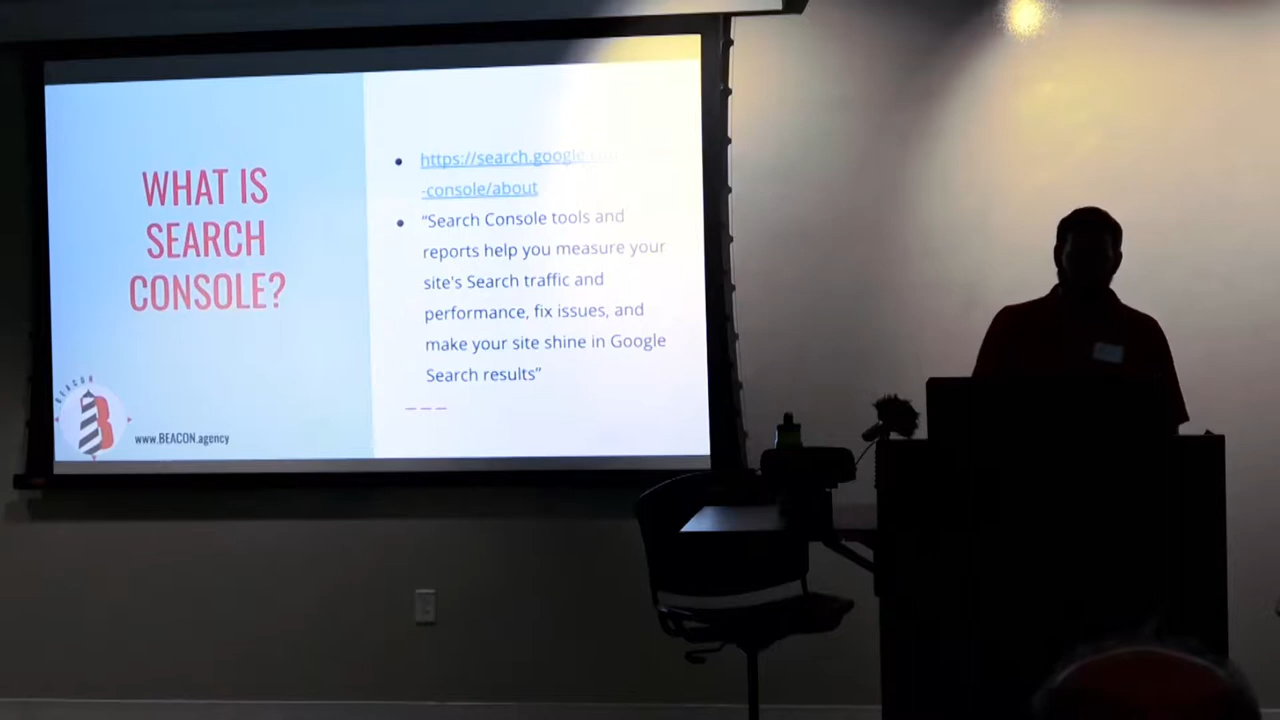 WHAT IS
SEARCH
CONSOLE?
BEACON
B
www.BEACON.agency
https://search.google.
-console/about
“Search Console tools and
reports help you measure your
site's Search traffic and
performance, fix issues, and
make your site shine in Google
Search results”